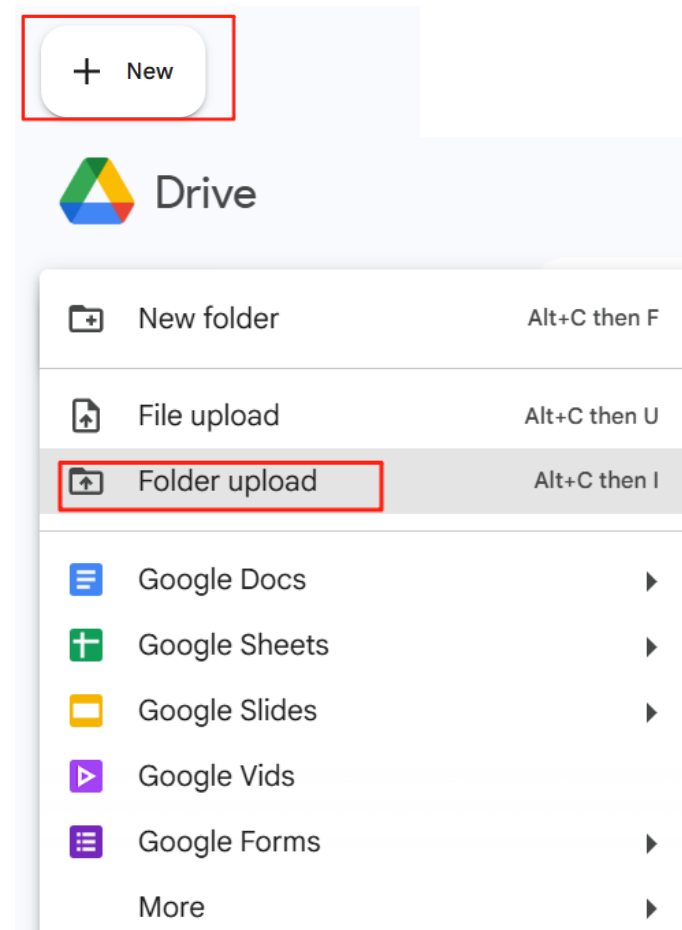 New
Drive
New folder Alt+C then F
File upload Alt+C then U
Folder upload Alt+C then I
Google Docs
Google Sheets
Google Slides
Google Vids
Google Forms
More